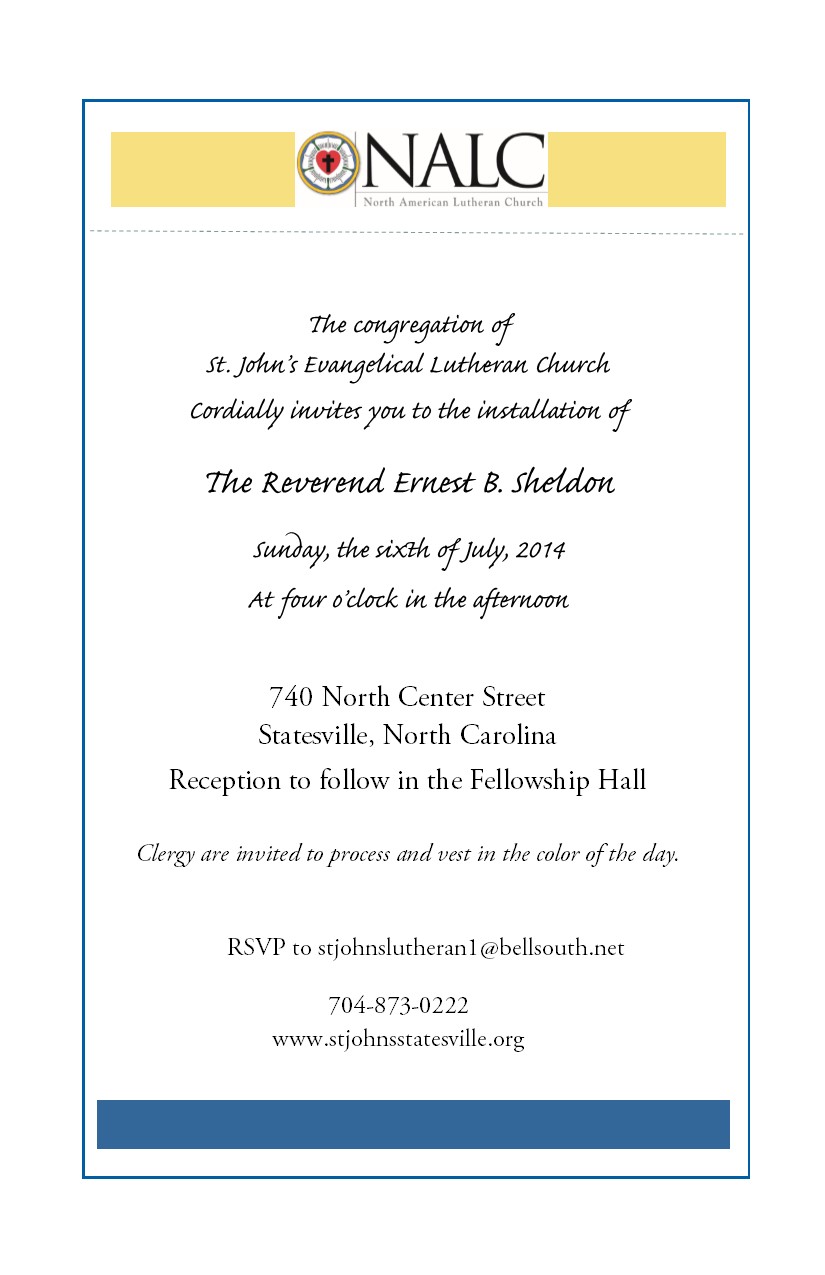 NALC
North American Lutheran Church
The congregation of
St. John's Evangelical Lutheran Church
Cordially invites you to the installation of
The Reverend Ernest B. Sheldon
Sunday, the sixth of July, 2014
At four o'clock in the afternoon
740 North Center Street
Statesville, North Carolina
Reception to follow in the Fellowship Hall
Clergy are invited to process and vest in the color of the day.
RSVP to stjohnslutheran1@bellsouth.net
704-873-0222
www.stjohnsstatesville.org